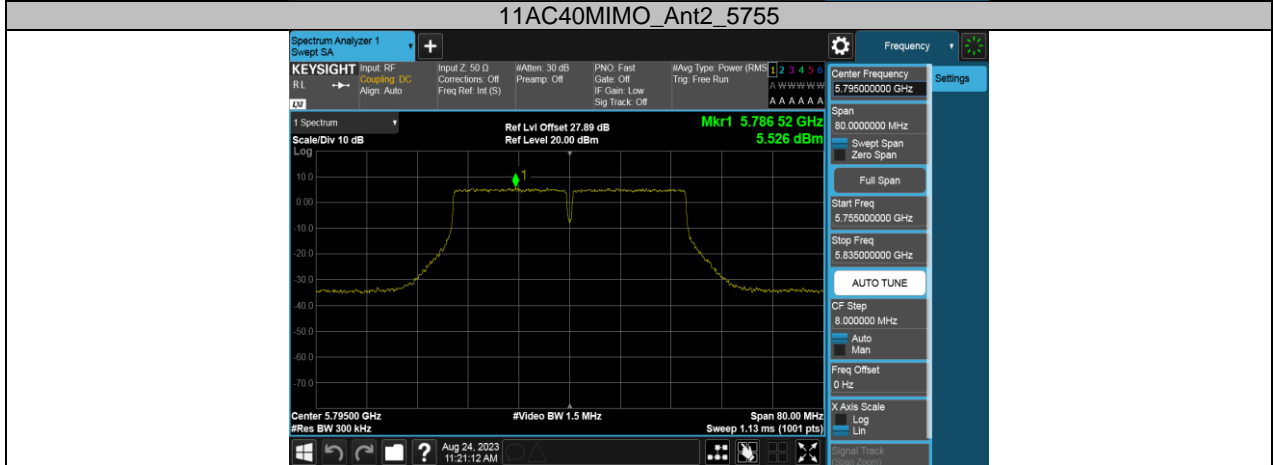 11AC40MIMO_Ant2_5755
Spectrum Analyzer 1
Swept SA
+
Frequency
KEYSIGHT
RL
LXI
Input: RF
Coupling: DC
Align: Auto
Input Z: 50 Ω
Corrections: Off
Freq Ref: Int (S)
#Atten: 30 dB
Preamp: Off
PNO: Fast
Gate: Off
IF Gain: Low
Sig Track: Off
#Avg Type: Power (RMS
Trig: Free Run
1 2 3 4 5 6
A W W W W W
A A A A A A
1 Spectrum
Scale/Div 10 dB
Ref Lvl Offset 27.89 dB
Ref Level 20.00 dBm
Mkr1 5.786 52 GHz
5.526 dBm
Log
1
10.0
0.00
-10.0
-20.0
-30.0
-40.0
-50.0
-60.0
-70.0
Center 5.79500 GHz
#Res BW 300 kHz
#Video BW 1.5 MHz
Span 80.00 MHz
Sweep 1.13 ms (1001 pts)
?
Aug 24, 2023
11:21:12 AM
Center Frequency
5.795000000 GHz
Settings
Span
80.0000000 MHz
Swept Span
Zero Span
Full Span
Start Freq
5.755000000 GHz
Stop Freq
5.835000000 GHz
AUTO TUNE
CF Step
8.000000 MHz
Auto
Man
Freq Offset
0 Hz
X Axis Scale
Log
Lin
Signal Track
(Span Zoom)